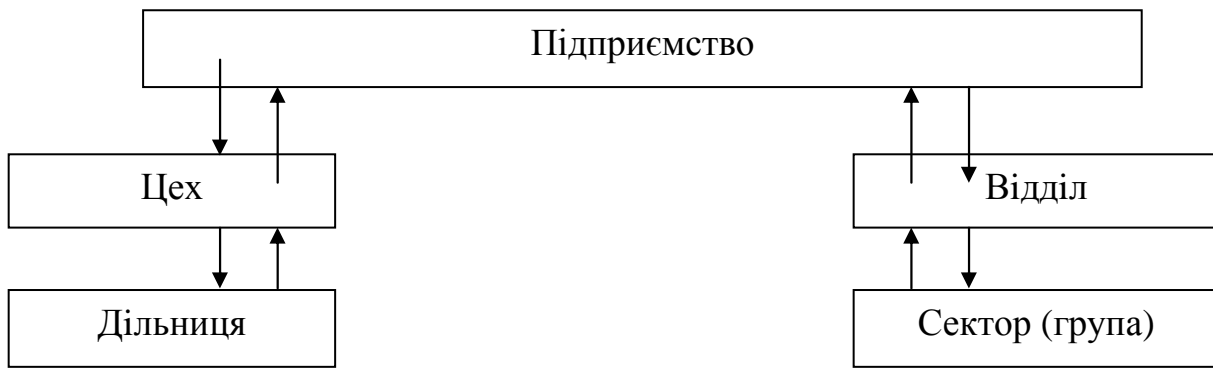 Підприємство
Цех
Відділ
Дільниця
Сектор (група)